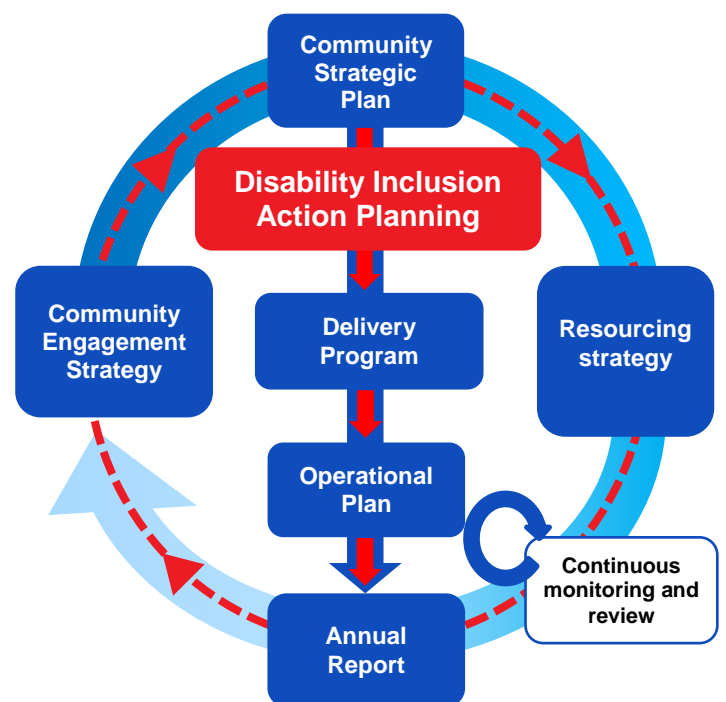 Community
Strategic
Plan
Disability Inclusion
Action Planning
Community
Engagement
Strategy
Delivery
Program
Resourcing
strategy
Operational
Plan
Continuous
monitoring and
review
Annual
Report